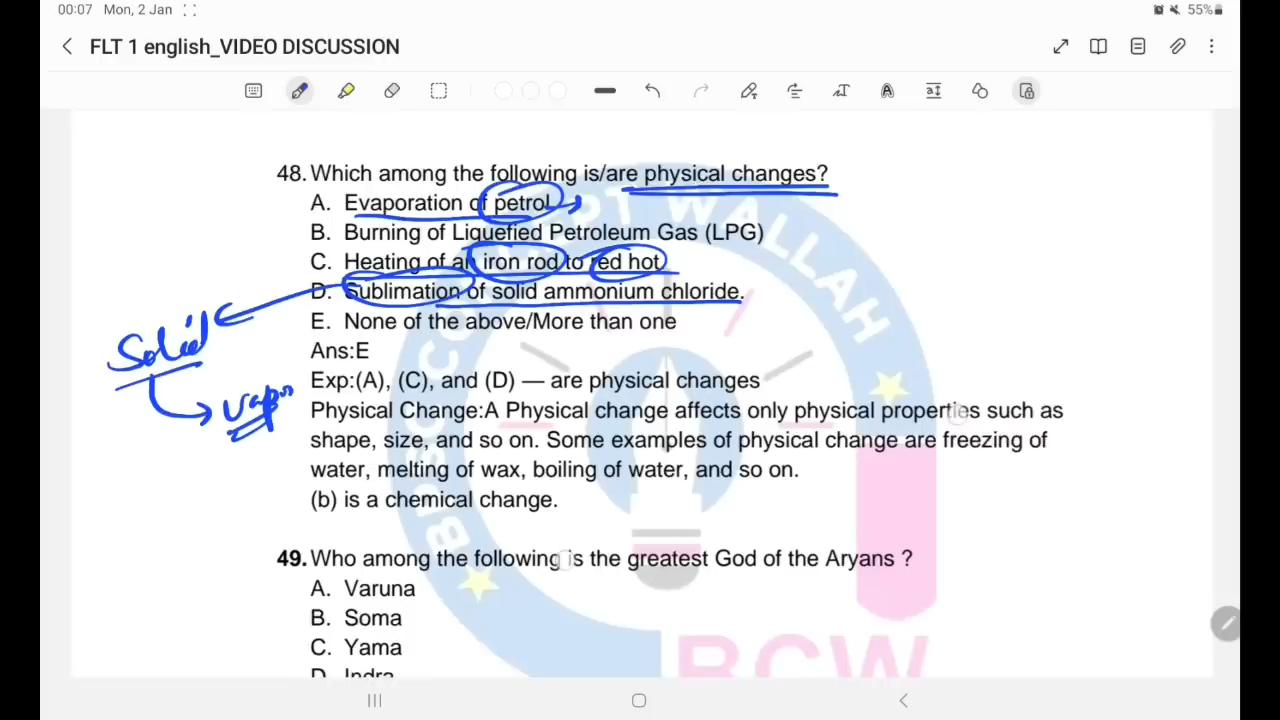 00:07 Mon, 2 Jan
55%
FLT 1 english_VIDEO DISCUSSION
48. Which among the following is/are physical changes?
A. Evaporation of petrol
B. Burning of Liquefied Petroleum Gas (LPG)
C. Heating of an iron rod to red hot
D. Sublimation of solid ammonium chloride.
E. None of the above/More than one
Ans:E
Exp:(A), (C), and (D) — are physical changes
Physical Change:A Physical change affects only physical properties such as
shape, size, and so on. Some examples of physical change are freezing of
water, melting of wax, boiling of water, and so on.
(b) is a chemical change.
Solid
vapor
49. Who among the following is the greatest God of the Aryans ?
A. Varuna
B. Soma
C. Yama
D. Indra
BCW